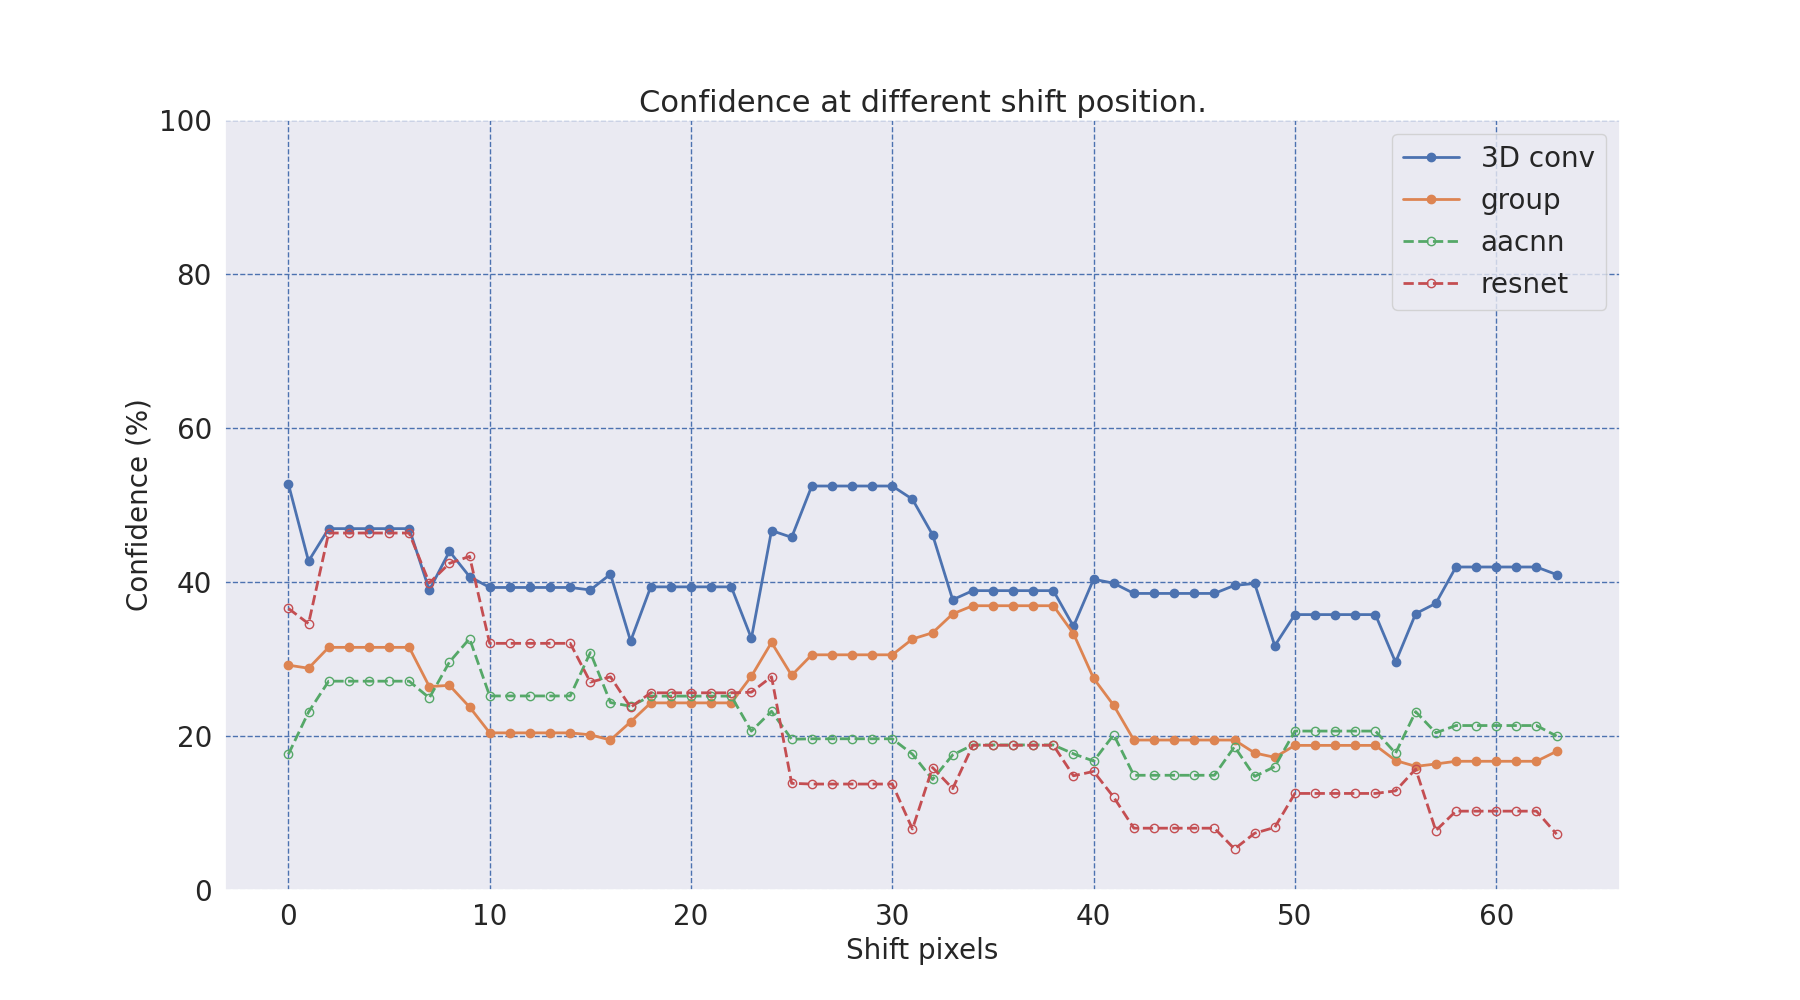 Confidence at different shift position.
100
80
60
40
20
0
Confidence (%)
3D conv
group
aacnn
resnet
0 10 20 30 40 50 60
Shift pixels